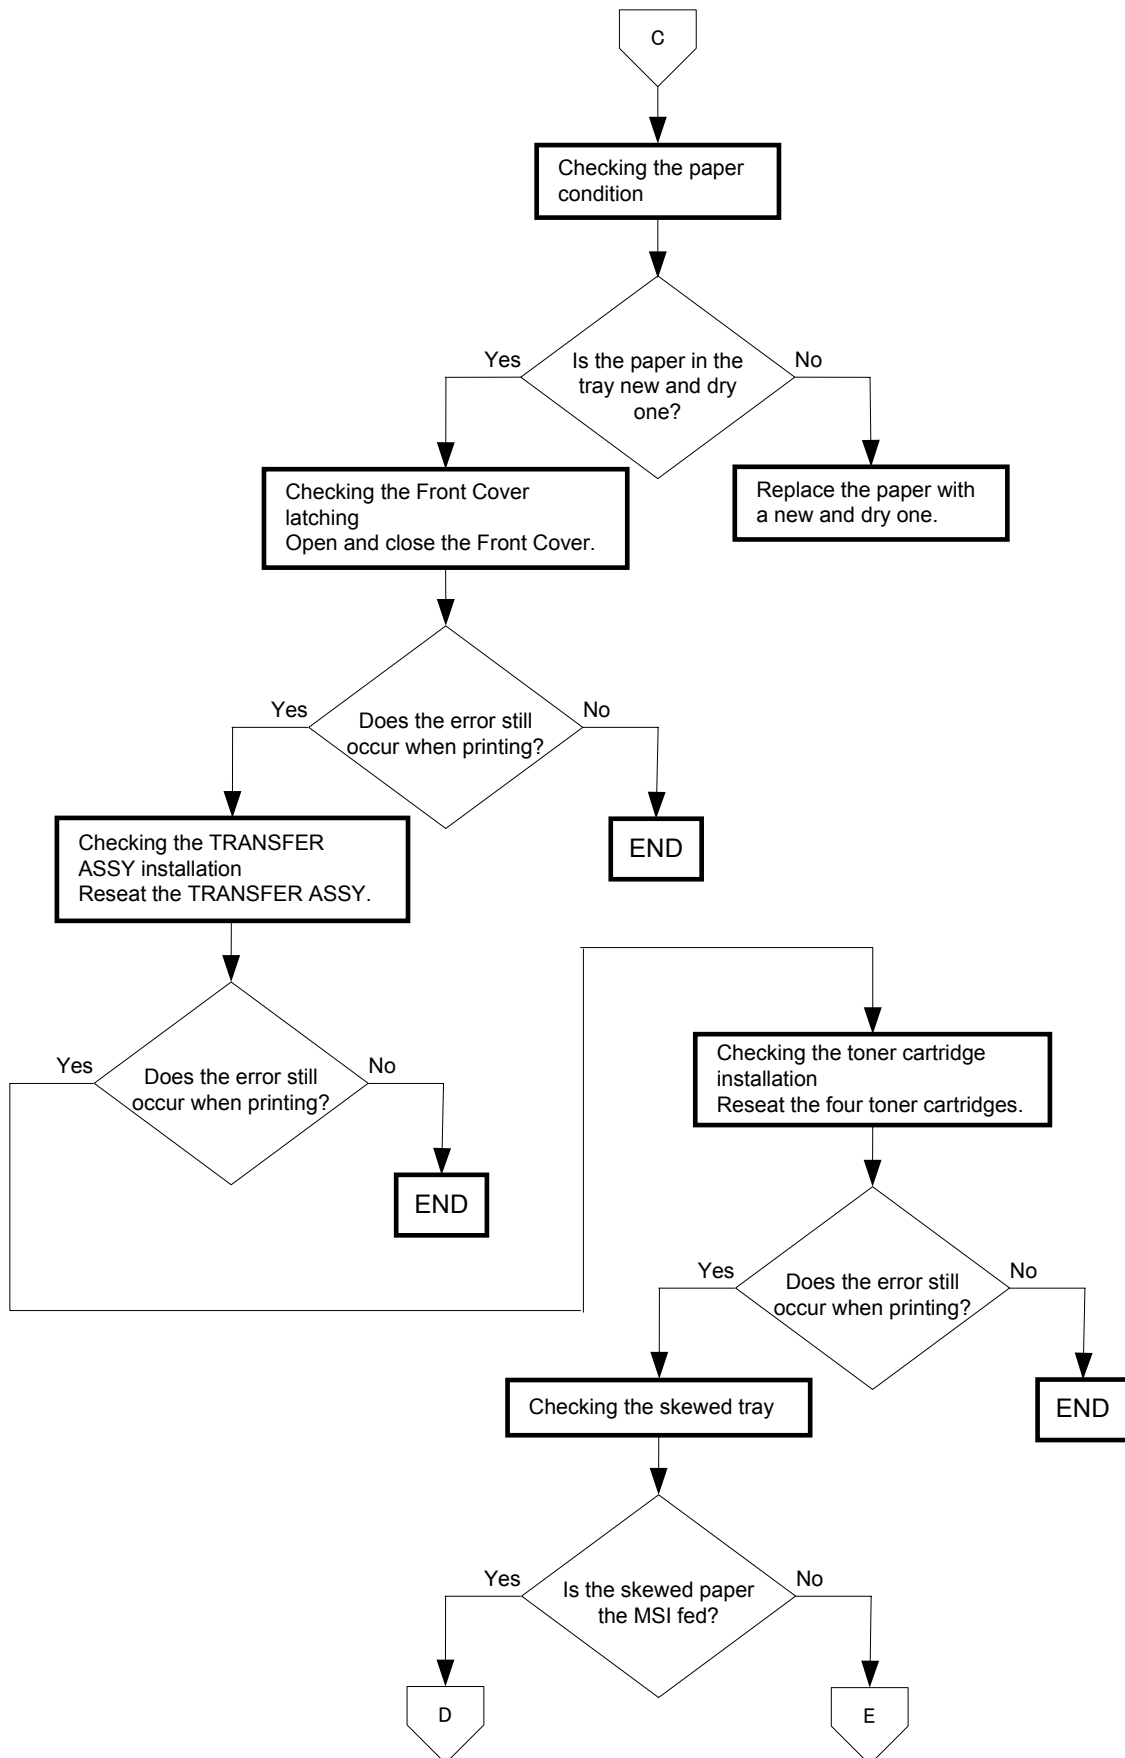 C
Checking the paper
condition
Yes
Is the paper in the
tray new and dry
one?
No
Checking the Front Cover
latching
Open and close the Front Cover.
Replace the paper with
a new and dry one.
Yes
Does the error still
occur when printing?
No
Checking the TRANSFER
ASSY installation
Reseat the TRANSFER ASSY.
END
Yes
Does the error still
occur when printing?
No
END
Checking the toner cartridge
installation
Reseat the four toner cartridges.
Yes
Does the error still
occur when printing?
No
Checking the skewed tray
END
Yes
Is the skewed paper
the MSI fed?
No
D
E